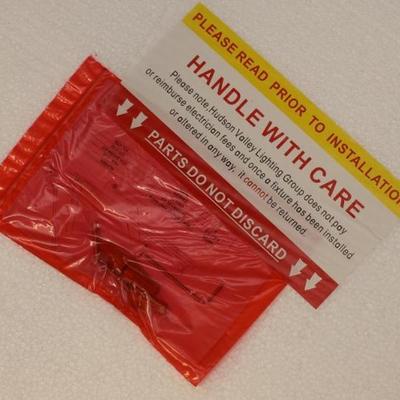 PLEASE READ PRIOR TO INSTALLATION
HANDLE WITH CARE
Please note, Hudson Valley Lighting Group does not pay
or reimburse electrician fees and once a fixture has been installed
or altered in any way, it cannot be returned.
PARTS DO NOT DISCARD